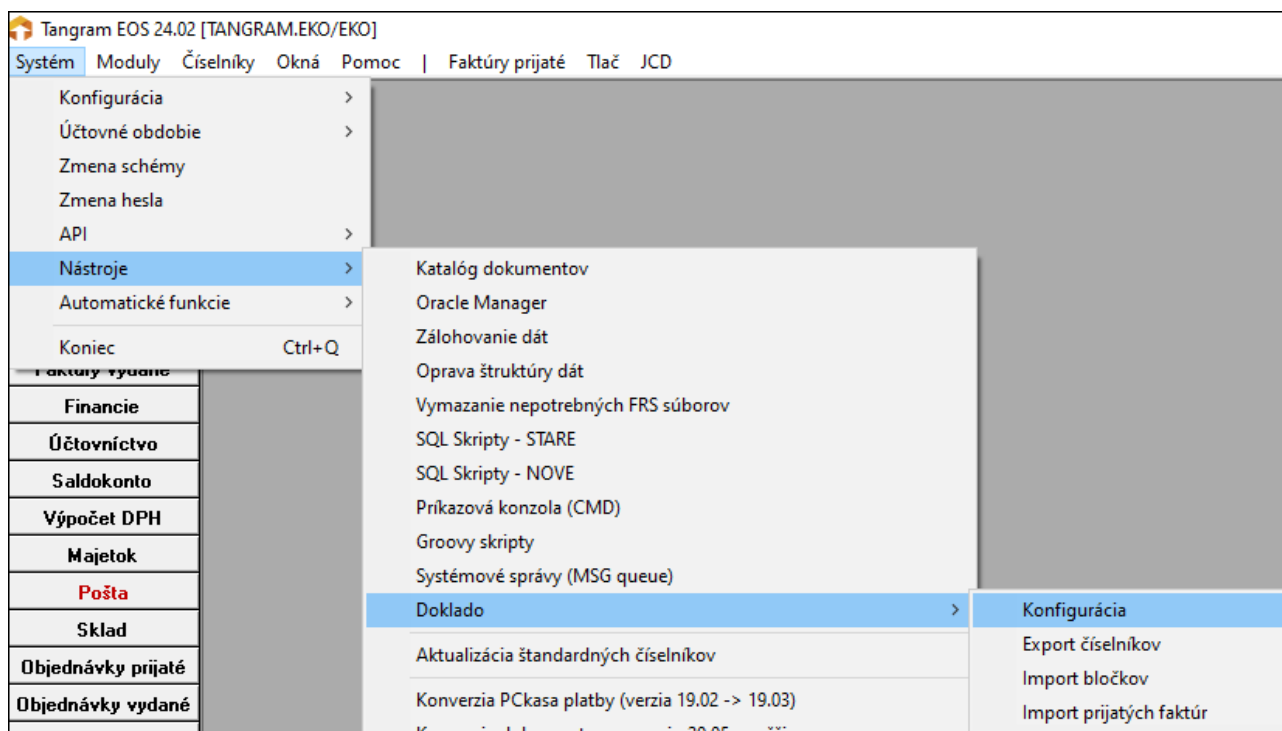 Tangram EOS 24.02 [TANGRAM.EKO/EKO]
Systém Moduly Číselníky Okná Pomoc | Faktúry prijaté Tlač JCD
Konfigurácia >
Účtovné obdobie >
Zmena schémy
Zmena hesla
API >
Nástroje >
Automatické funkcie >
Koniec Ctrl+Q
Katalóg dokumentov
Oracle Manager
Zálohovanie dát
Oprava štruktúry dát
Vymazanie nepotrebných FRS súborov
SQL Skripty - STARE
SQL Skripty - NOVE
Príkazová konzola (CMD)
Groovy skripty
Systémové správy (MSG queue)
Doklado >
Aktualizácia štandardných číselníkov
Konverzia PCkasa platby (verzia 19.02 -> 19.03)
Konfigurácia
Export číselníkov
Import bločkov
Import prijatých faktúr
Faktúry vydané
Financie
Účtovníctvo
Saldokonto
Výpočet DPH
Majetok
Pošta
Sklad
Objednávky prijaté
Objednávky vydané